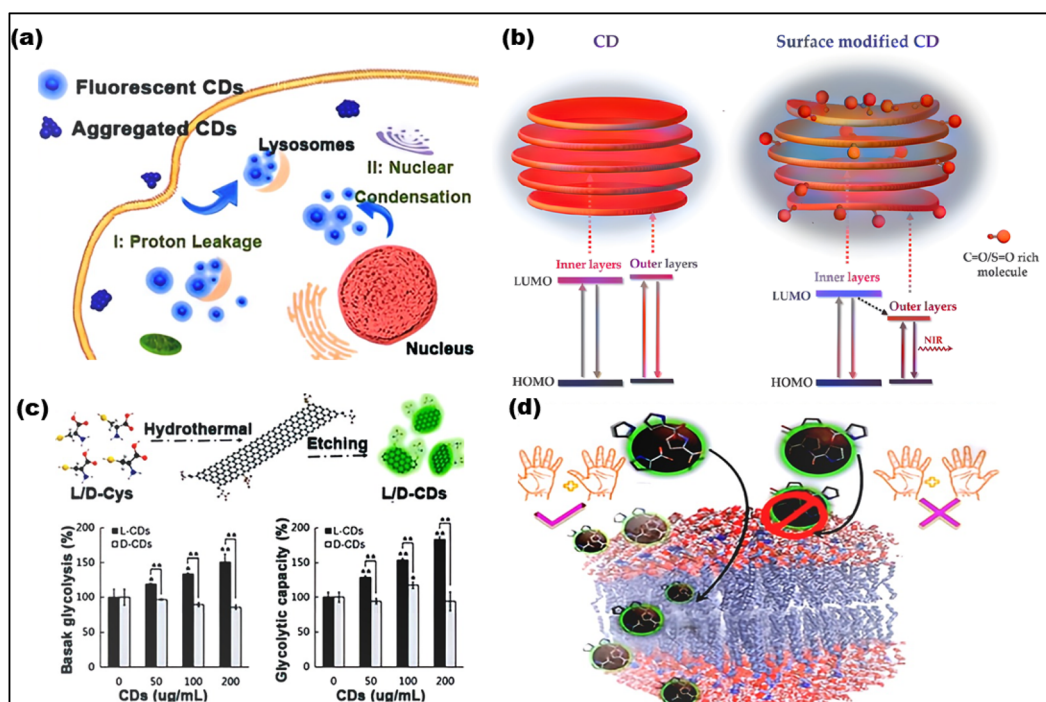 (a)
Fluorescent CDs
Aggregated CDs
Lysosomes
II: Nuclear
Condensation
I: Proton Leakage
Nucleus
(b)
CD
Surface modified CD
C=O/S=O rich
molecule
Inner layers
Outer layers
LUMO
HOMO
Inner layers
LUMO
Outer layers
NIR
HOMO
(c)
Hydrothermal
Etching
L/D-Cys
L/D-CDs
Basak glycolysis (%)
200
150
100
50
0
L-CDs
D-CDs
**
*
**
*
**
**
0 50 100 200
CDs (ug/mL)
Glycolytic capacity (%)
200
150
100
50
0
L-CDs
D-CDs
**
**
**
**
*
**
**
0 50 100 200
CDs (ug/mL)
(d)